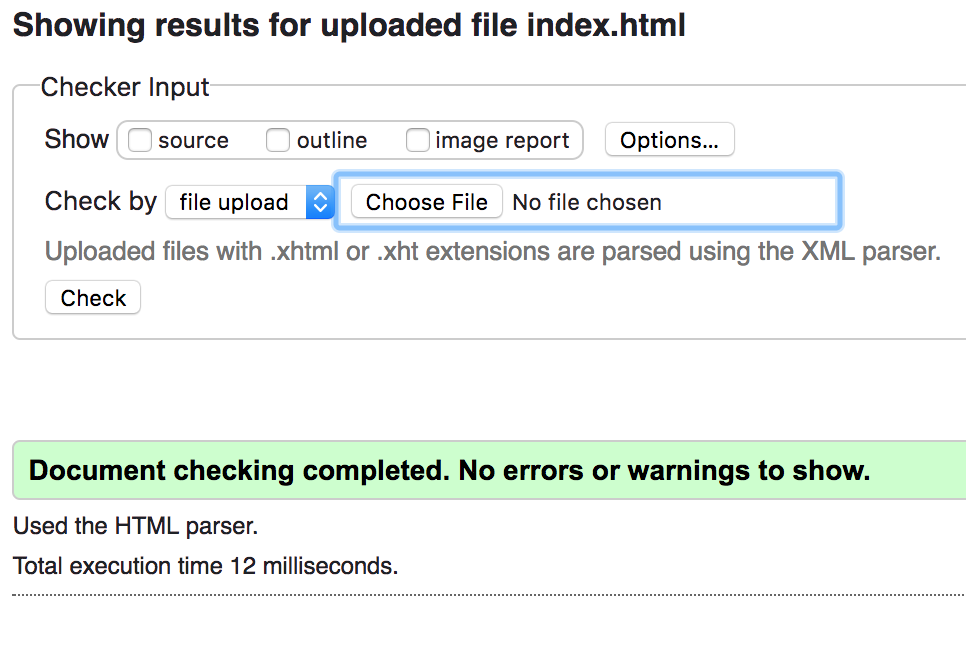 Showing results for uploaded file index.html
Checker Input
Show source outline image report Options...
Check by file upload Choose File No file chosen
Uploaded files with .xhtml or .xht extensions are parsed using the XML parser.
Check
Document checking completed. No errors or warnings to show.
Used the HTML parser.
Total execution time 12 milliseconds.